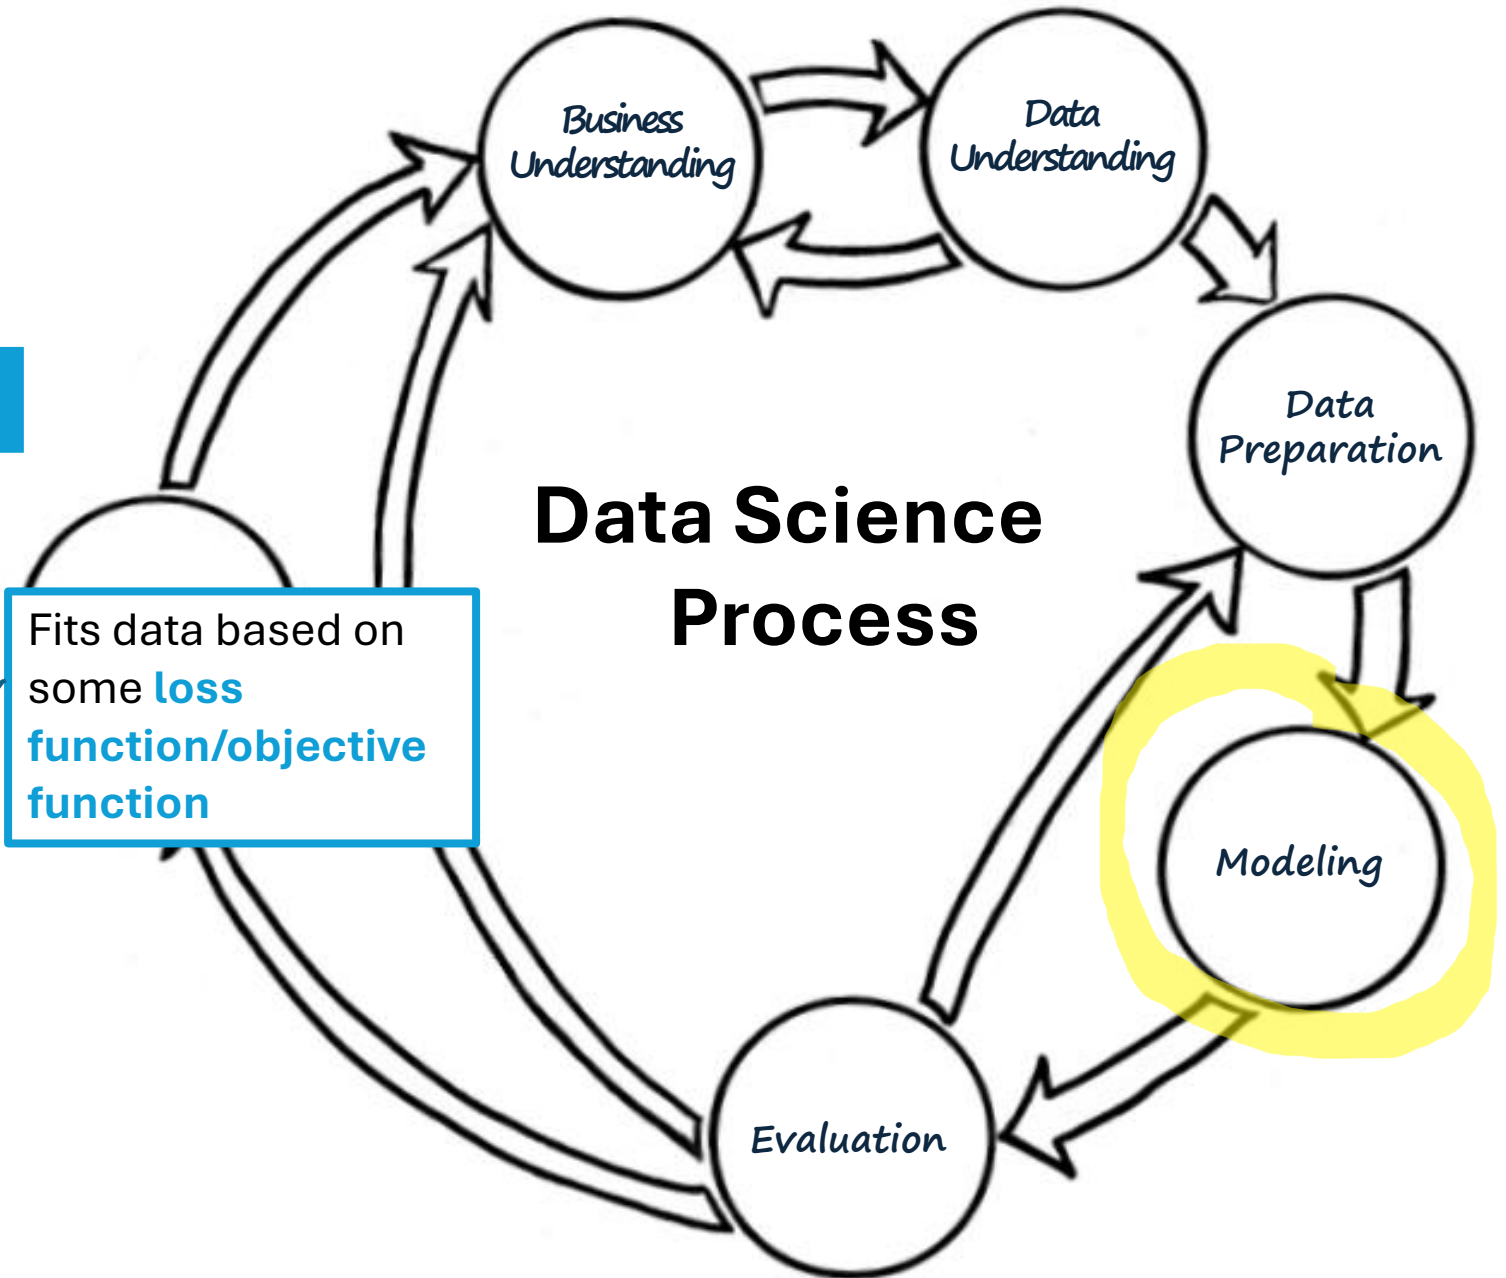 Business
Understanding
Data
Understanding
Data
Preparation
Data Science
Process
Fits data based on
some loss
function/objective
function
Modeling
Evaluation